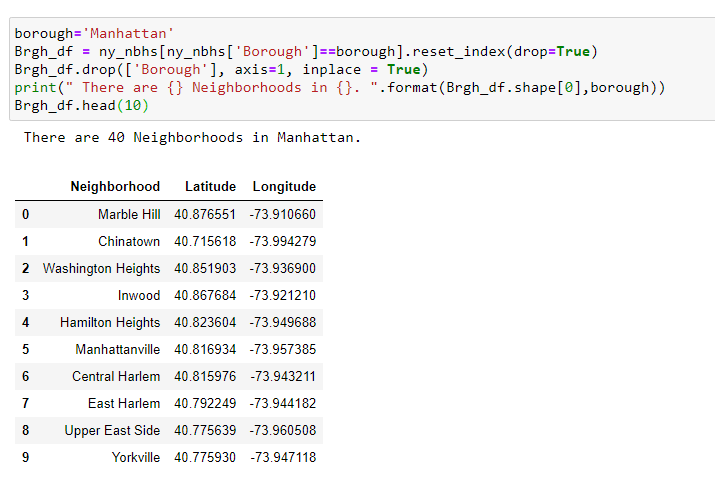 borough='Manhattan'
Brgh_df = ny_nbhs[ny_nbhs['Borough']==borough].reset_index(drop=True)
Brgh_df.drop(['Borough'], axis=1, inplace = True)
print(" There are {} Neighborhoods in {}. ".format(Brgh_df.shape[0],borough))
Brgh_df.head(10)
There are 40 Neighborhoods in Manhattan.
Neighborhood Latitude Longitude
0 Marble Hill 40.876551 -73.910660
1 Chinatown 40.715618 -73.994279
2 Washington Heights 40.851903 -73.936900
3 Inwood 40.867684 -73.921210
4 Hamilton Heights 40.823604 -73.949688
5 Manhattanville 40.816934 -73.957385
6 Central Harlem 40.815976 -73.943211
7 East Harlem 40.792249 -73.944182
8 Upper East Side 40.775639 -73.960508
9 Yorkville 40.775930 -73.947118